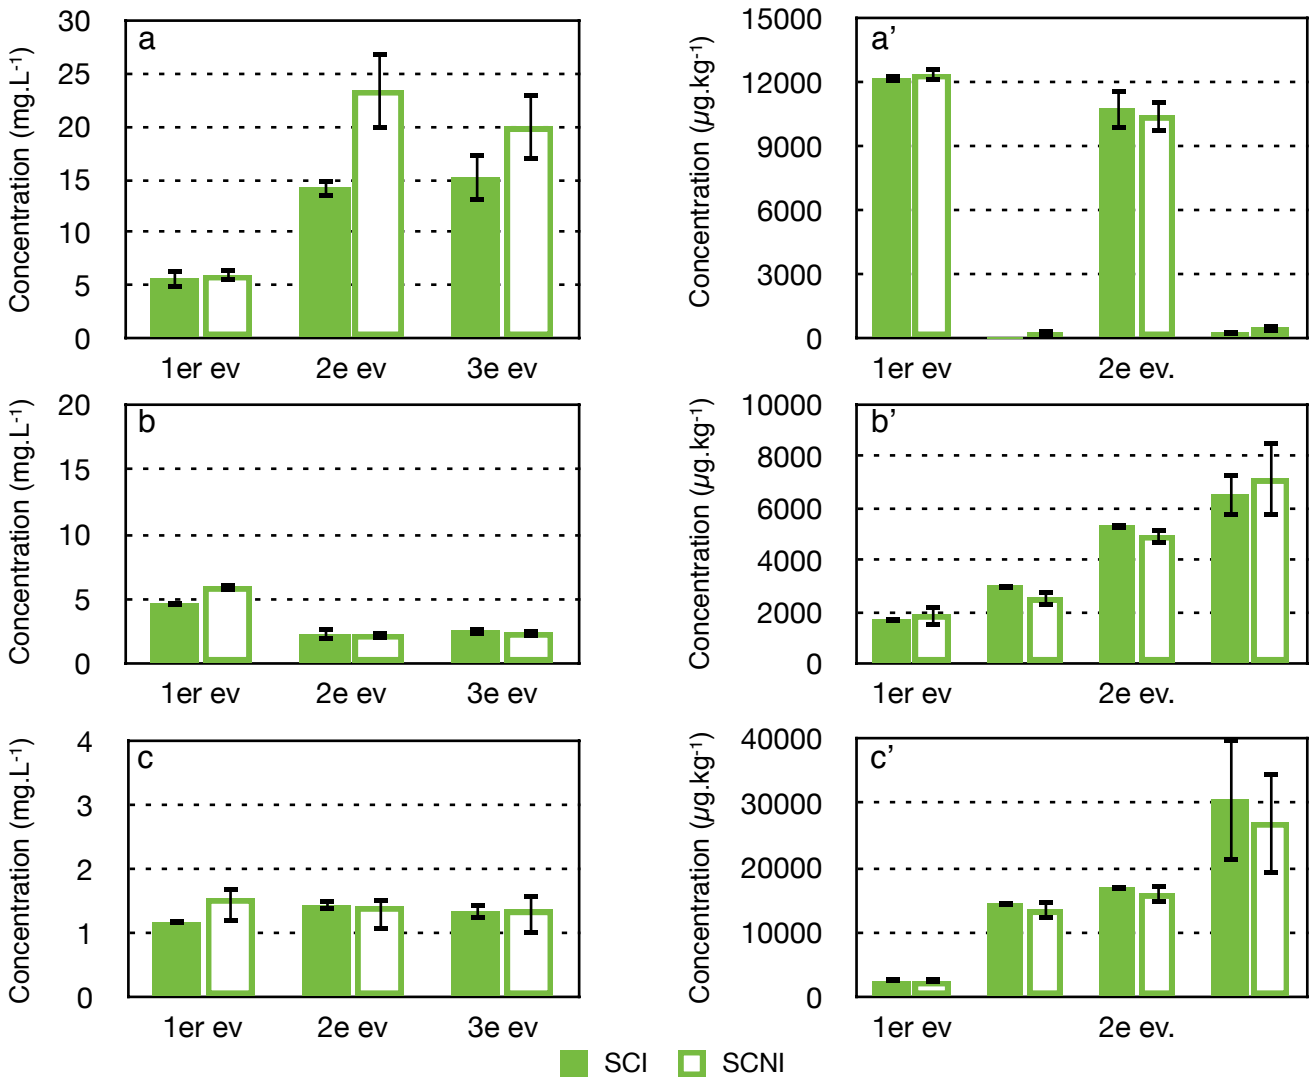 a
Concentration (mg.L⁻¹)
30
25
20
15
10
5
0
1er ev 2e ev 3e ev
a’
Concentration (µg.kg⁻¹)
15000
12000
9000
6000
3000
0
1er ev 2e ev.
b
Concentration (mg.L⁻¹)
20
15
10
5
0
1er ev 2e ev 3e ev
b’
Concentration (µg.kg⁻¹)
10000
8000
6000
4000
2000
0
1er ev 2e ev.
c
Concentration (mg.L⁻¹)
4
3
2
1
0
1er ev 2e ev 3e ev
c’
Concentration (µg.kg⁻¹)
40000
30000
20000
10000
0
1er ev 2e ev.
SCI SCNI